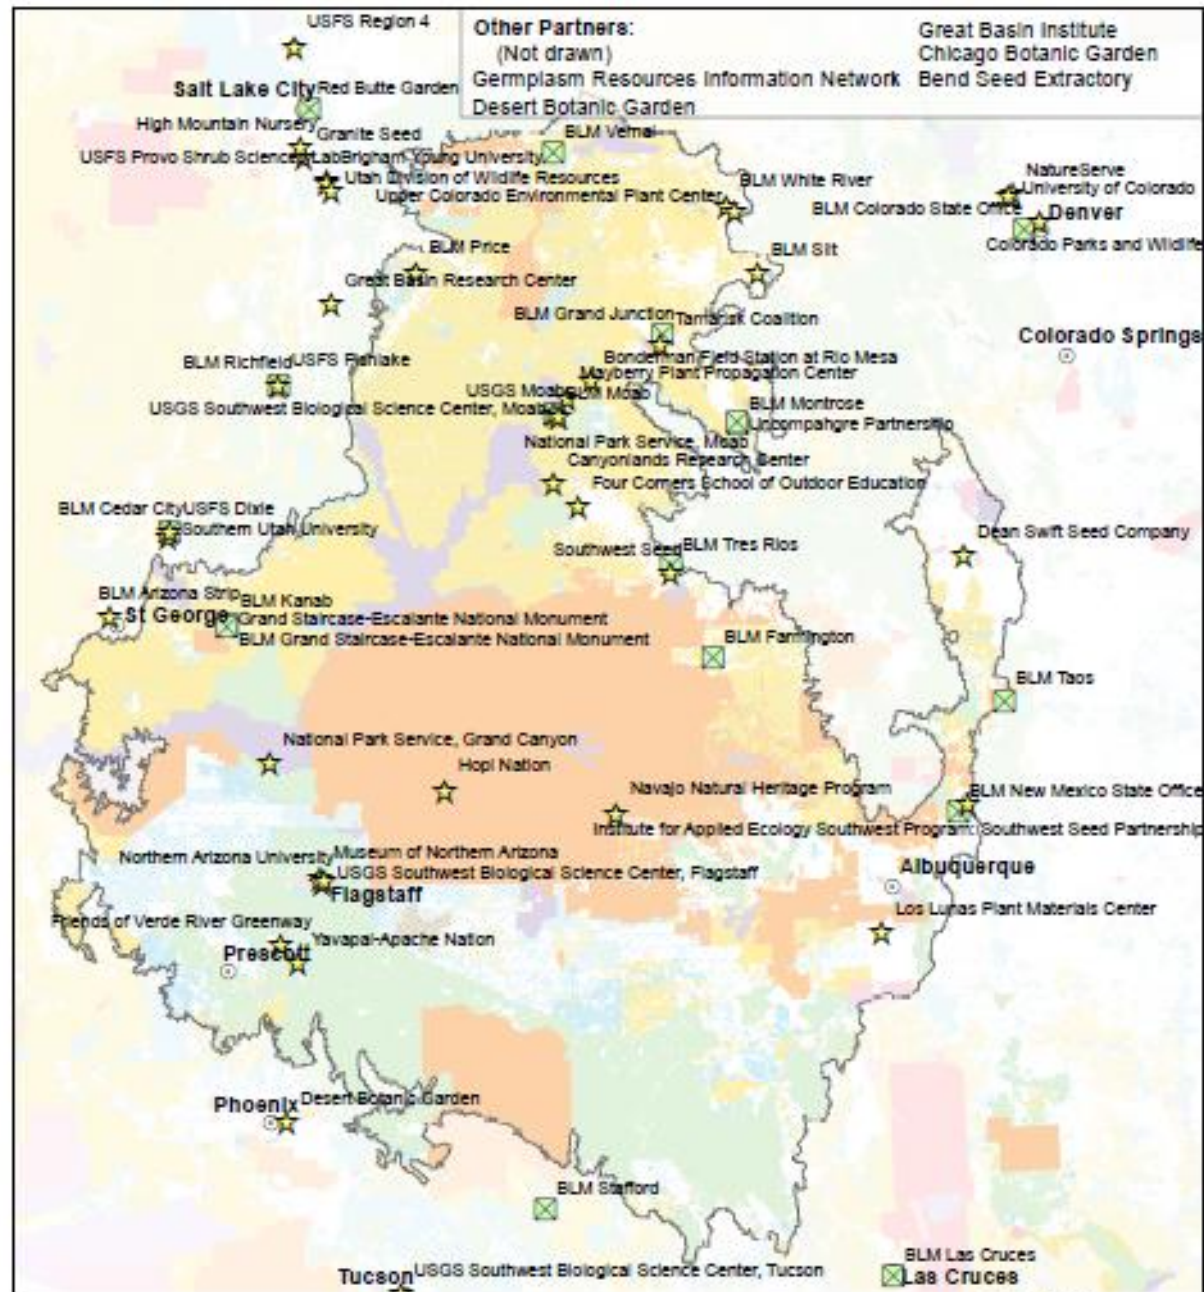 USFS Region 4
Other Partners:
(Not drawn)
Germplasm Resources Information Network
Desert Botanic Garden
Great Basin Institute
Chicago Botanic Garden
Bend Seed Extractory
Salt Lake City
Red Butte Garden
High Mountain Nursery
Granite Seed
BLM Vernal
USFS Provo Shrub Sciences Lab
Brigham Young University
Utah Division of Wildlife Resources
Upper Colorado Environmental Plant Center
BLM White River
NatureServe
University of Colorado
BLM Colorado State Office
Denver
Colorado Parks and Wildlife
BLM Price
BLM Silt
Great Basin Research Center
BLM Grand Junction
Tamarisk Coalition
Colorado Springs
BLM Richfield
USFS Fishlake
Bonderman Field Station at Rio Mesa
Mayberry Plant Propagation Center
USGS Moab
BLM Moab
USGS Southwest Biological Science Center, Moab
BLM Montrose
Uncompahgre Partnership
National Park Service, Moab
Canyonlands Research Center
Four Corners School of Outdoor Education
BLM Cedar City
USFS Dixie
Southern Utah University
Dean Swift Seed Company
Southwest Seed
BLM Tres Rios
BLM Arizona Strip
St George
BLM Kanab
Grand Staircase-Escalante National Monument
BLM Grand Staircase-Escalante National Monument
BLM Farmington
BLM Taos
National Park Service, Grand Canyon
Hopi Nation
Navajo Natural Heritage Program
BLM New Mexico State Office
Institute for Applied Ecology Southwest Program: Southwest Seed Partnership
Northern Arizona University
Museum of Northern Arizona
USGS Southwest Biological Science Center, Flagstaff
Flagstaff
Albuquerque
Los Lunas Plant Materials Center
Friends of Verde River Greenway
Yavapai-Apache Nation
Prescott
Phoenix
Desert Botanic Garden
BLM Stafford
Tucson
USGS Southwest Biological Science Center, Tucson
BLM Las Cruces
Las Cruces